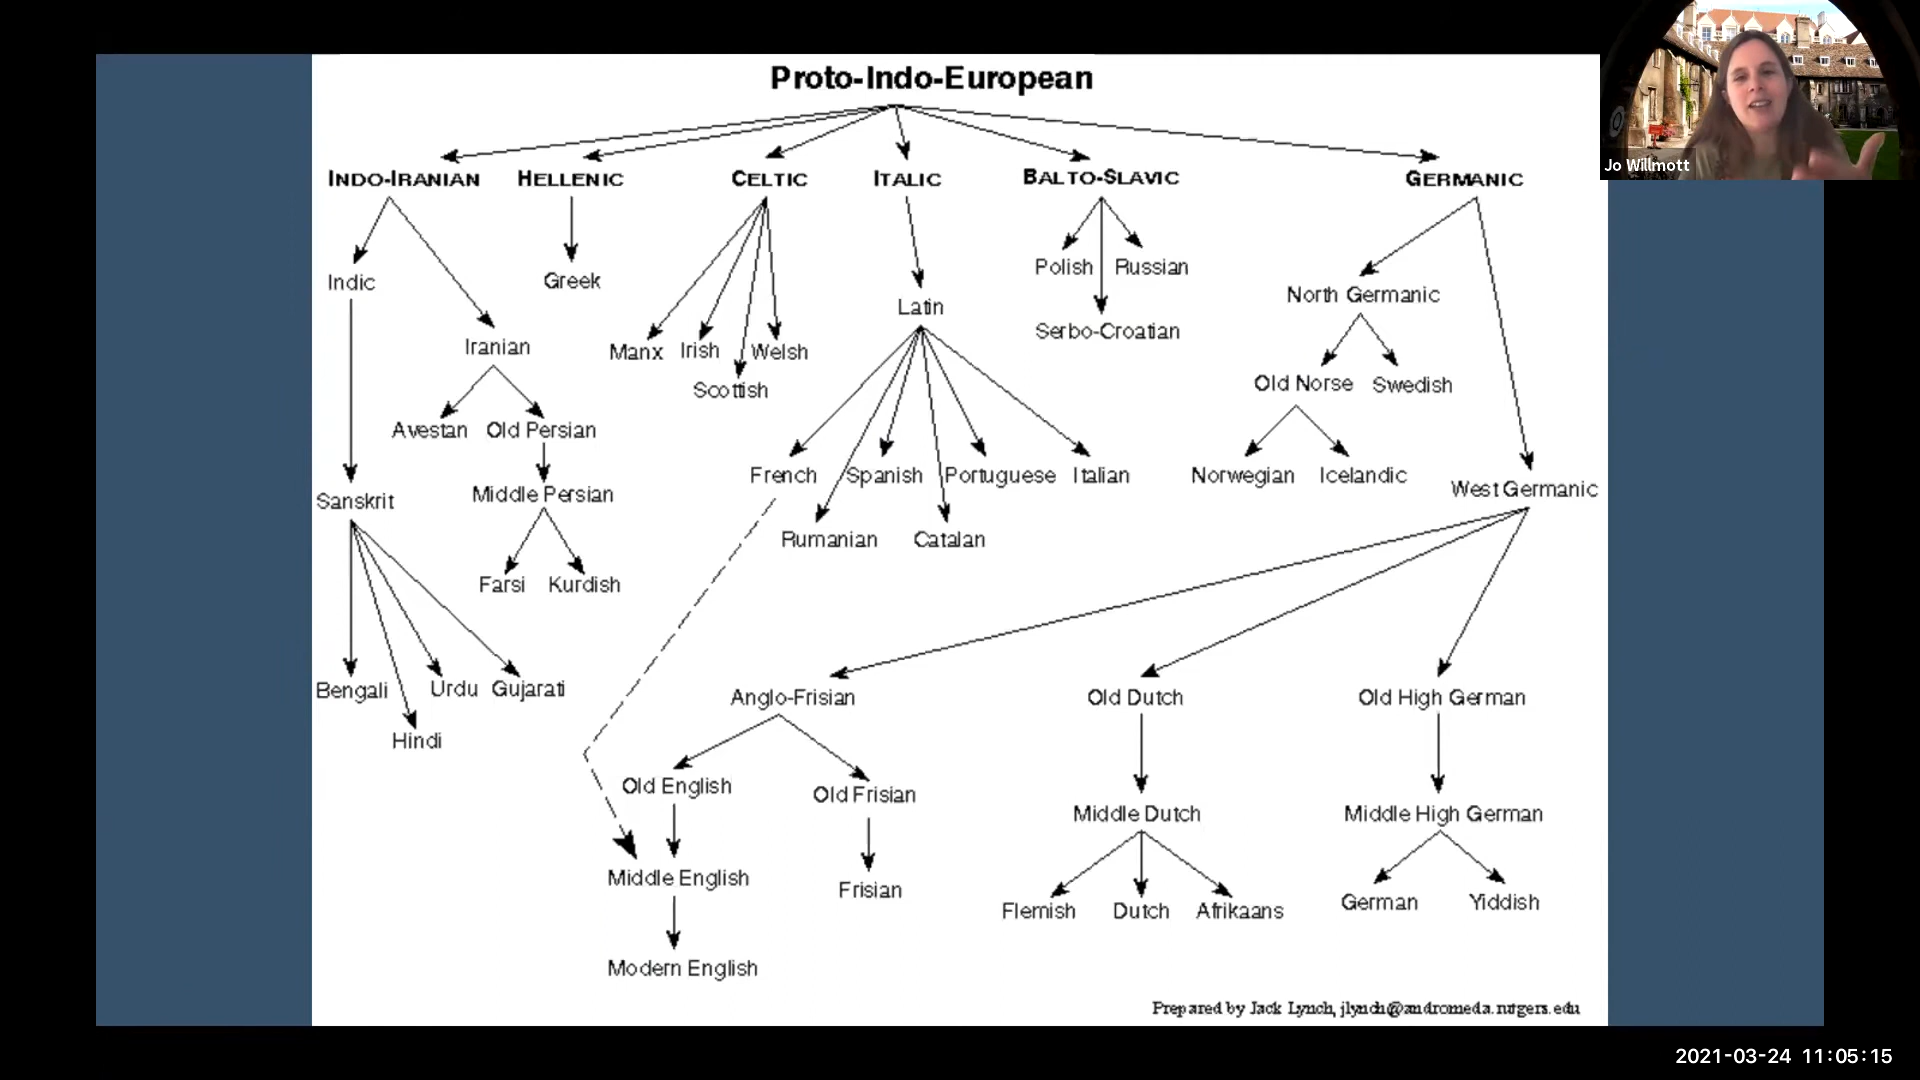 Proto-Indo-European
INDO-IRANIAN HELLENIC CELTIC ITALIC BALTO-SLAVIC GERMANIC
Jo Willmott
Indic Greek Latin Polish Russian North Germanic
Iranian Manx Irish Welsh Serbo-Croatian
Scottish Old Norse Swedish
Avestan Old Persian
French Spanish Portuguese Italian Norwegian Icelandic
Sanskrit Middle Persian West Germanic
Rumanian Catalan
Farsi Kurdish
Bengali Urdu Gujarati Anglo-Frisian Old Dutch Old High German
Hindi
Old English Old Frisian
Middle Dutch Middle High German
Middle English Frisian
Flemish Dutch Afrikaans German Yiddish
Modern English
Prepared by Jack Lynch, jlynch@andromeda.rutgers.edu
2021-03-24 11:05:15